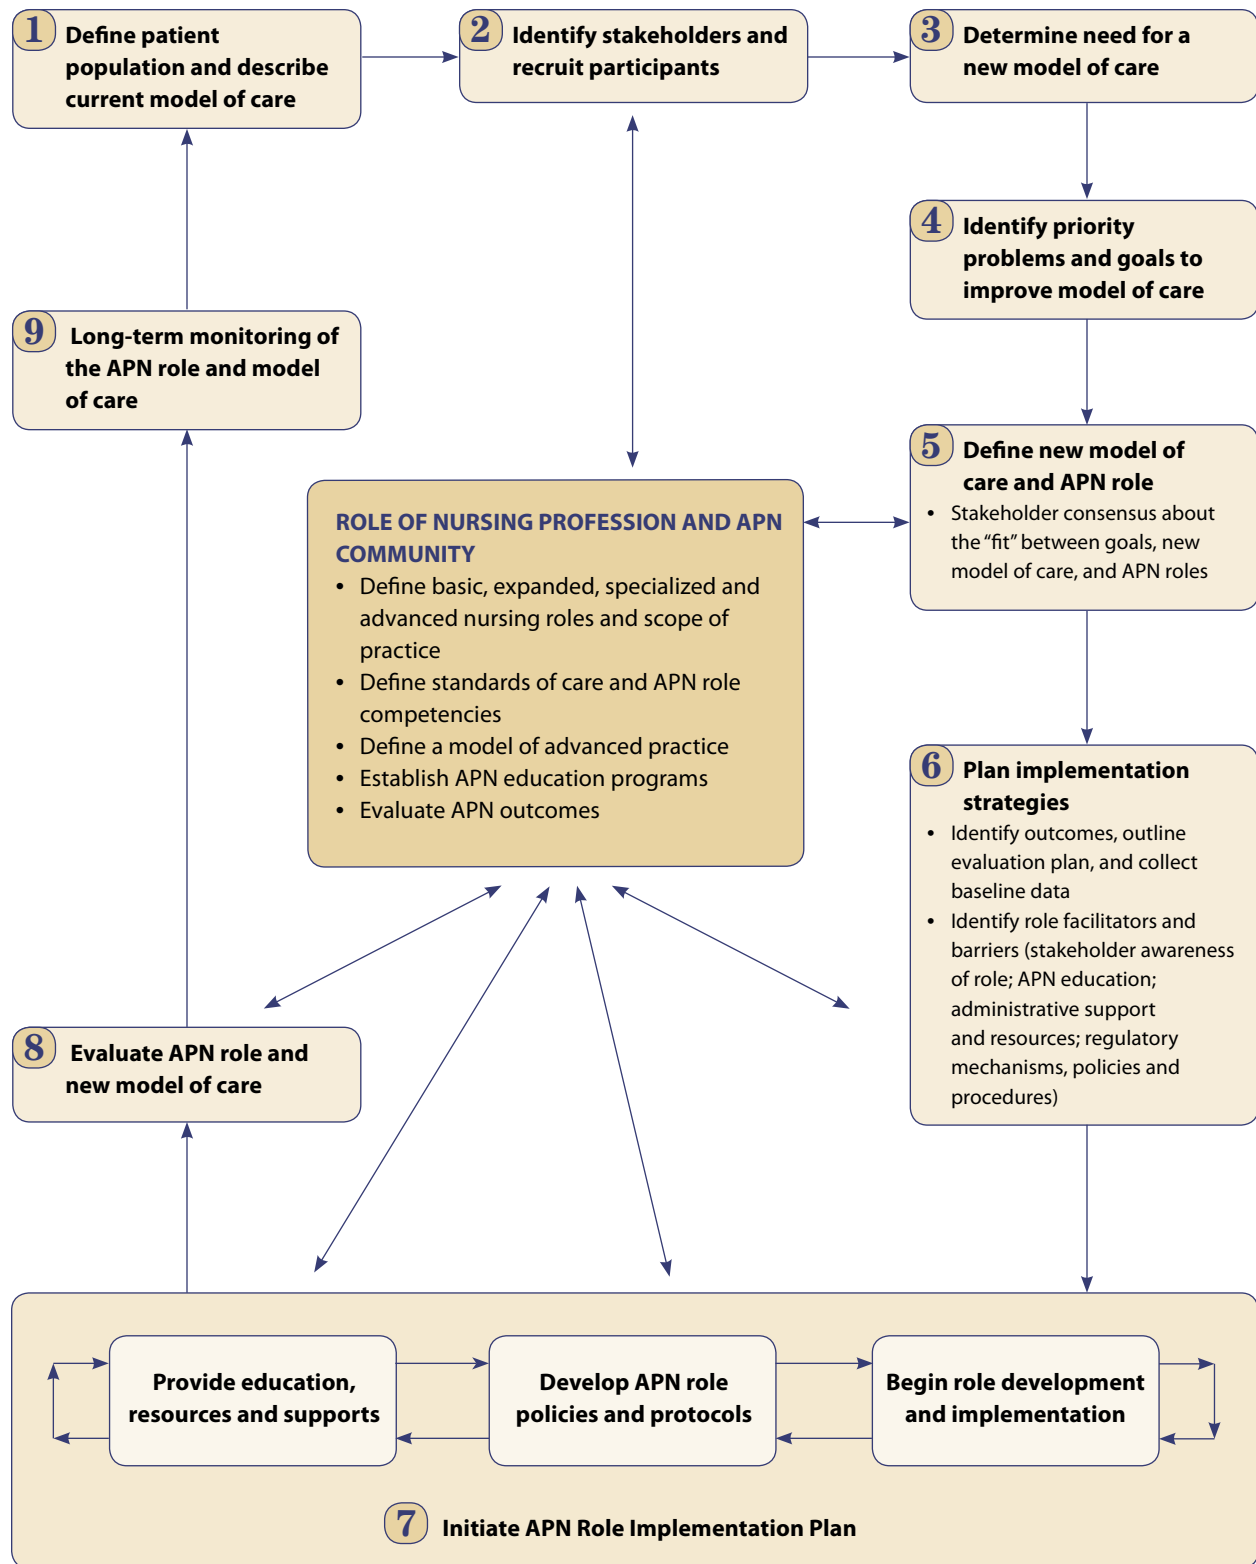 1 Define patient
population and describe
current model of care
2 Identify stakeholders and
recruit participants
3 Determine need for a
new model of care
4 Identify priority
problems and goals to
improve model of care
5 Define new model of
care and APN role
• Stakeholder consensus about
the “fit” between goals, new
model of care, and APN roles
6 Plan implementation
strategies
• Identify outcomes, outline
evaluation plan, and collect
baseline data
• Identify role facilitators and
barriers (stakeholder awareness
of role; APN education;
administrative support
and resources; regulatory
mechanisms, policies and
procedures)
9 Long-term monitoring of
the APN role and model
of care
ROLE OF NURSING PROFESSION AND APN
COMMUNITY
• Define basic, expanded, specialized and
advanced nursing roles and scope of
practice
• Define standards of care and APN role
competencies
• Define a model of advanced practice
• Establish APN education programs
• Evaluate APN outcomes
8 Evaluate APN role and
new model of care
Provide education,
resources and supports
Develop APN role
policies and protocols
Begin role development
and implementation
7 Initiate APN Role Implementation Plan